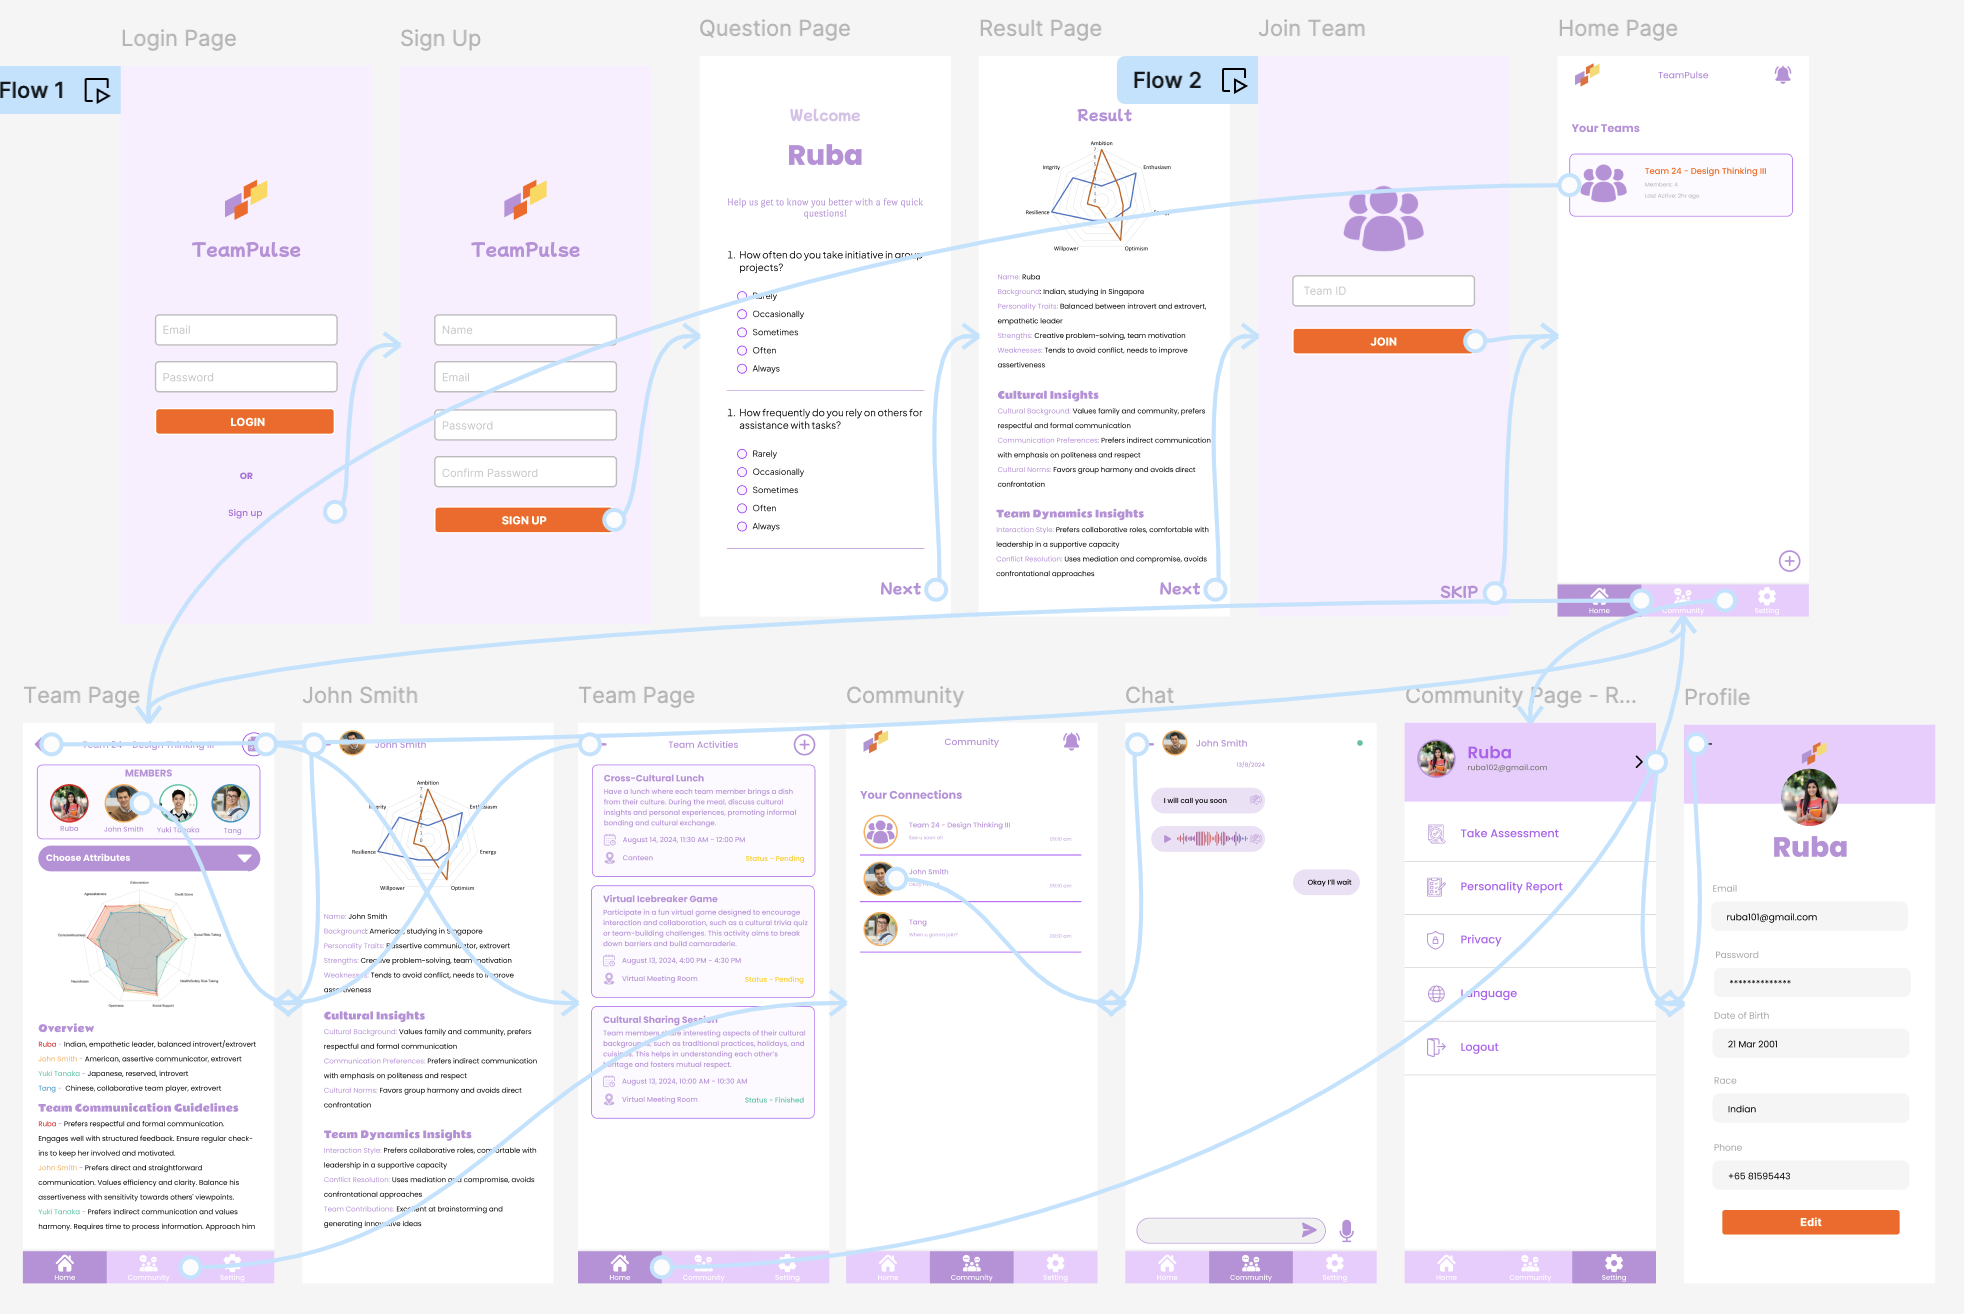 Login Page
Flow 1
TeamPulse
Email
Password
LOGIN
OR
Sign up
Sign Up
TeamPulse
Name
Email
Password
Confirm Password
SIGN UP
Question Page
Welcome
Ruba
Help us get to know you better with a few quick
questions!
1. How often do you take initiative in group
projects?
Rarely
Occasionally
Sometimes
Often
Always
1. How frequently do you rely on others for
assistance with tasks?
Rarely
Occasionally
Sometimes
Often
Always
Next
Result Page
Result
Ambition
Intgrity
Enthusiasm
Resilience
Willpower
Optimism
Name: Ruba
Background: Indian, studying in Singapore
Personality Traits: Balanced between introvert and extrovert,
empathetic leader
Strengths: Creative problem-solving, team motivation
Weaknesses: Tends to avoid conflict, needs to improve
assertiveness
Cultural Insights
Cultural Background: Values family and community, prefers
respectful and formal communication
Communication Preferences: Prefers indirect communication
with emphasis on politeness and respect
Cultural Norms: Favors group harmony and avoids direct
confrontation
Team Dynamics Insights
Interaction Style: Prefers collaborative roles, comfortable with
leadership in a supportive capacity
Conflict Resolution: Uses mediation and compromise, avoids
confrontational approaches
Next
Flow 2
Join Team
Team ID
JOIN
SKIP
Home Page
TeamPulse
Your Teams
Team 24 - Design Thinking III
Members: 4
Last Active: 2hr ago
Home
Community
Setting
Team Page
Team 24 - Design Thinking III
MEMBERS
Ruba
John Smith
Yuki Tanaka
Tang
Choose Attributes
Overview
Ruba - Indian, empathetic leader, balanced introvert/extrovert
John Smith - American, assertive communicator, extrovert
Yuki Tanaka - Japanese, reserved, introvert
Tang - Chinese, collaborative team player, extrovert
Team Communication Guidelines
Ruba - Prefers respectful and formal communication.
Engages well with structured feedback. Ensure regular check-
ins to keep her involved and motivated.
John Smith - Prefers direct and straightforward
communication. Values efficiency and clarity. Balance his
assertiveness with sensitivity towards others' viewpoints.
Yuki Tanaka - Prefers indirect communication and values
harmony. Requires time to process information. Approach him
Home
Community
Setting
John Smith
John Smith
Ambition
Intgrity
Enthusiasm
Resilience
Energy
Willpower
Optimism
Name: John Smith
Background: American, studying in Singapore
Personality Traits: Bassertive communicator, extrovert
Strengths: Creative problem-solving, team motivation
Weaknesses: Tends to avoid conflict, needs to improve
assertiveness
Cultural Insights
Cultural Background: Values family and community, prefers
respectful and formal communication
Communication Preferences: Prefers indirect communication
with emphasis on politeness and respect
Cultural Norms: Favors group harmony and avoids direct
confrontation
Team Dynamics Insights
Interaction Style: Prefers collaborative roles, comfortable with
leadership in a supportive capacity
Conflict Resolution: Uses mediation and compromise, avoids
confrontational approaches
Team Contributions: Excellent at brainstorming and
generating innovative ideas
Team Page
Team Activities
Cross-Cultural Lunch
Have a lunch where each team member brings a dish
from their culture. During the meal, discuss cultural
insights and personal experiences, promoting informal
bonding and cultural exchange.
August 14, 2024, 11:30 AM - 12:00 PM
Canteen
Status - Pending
Virtual Icebreaker Game
Participate in a fun virtual game designed to encourage
interaction and collaboration, such as a cultural trivia quiz
or team-building challenges. This activity aims to break
down barriers and build camaraderie.
August 13, 2024, 4:00 PM - 4:30 PM
Virtual Meeting Room
Status - Pending
Cultural Sharing Session
Team members share interesting aspects of their cultural
backgrounds, such as traditional practices, holidays, and
cuisines. This helps in understanding each other's
heritage and fosters mutual respect.
August 13, 2024, 10:00 AM - 10:30 AM
Virtual Meeting Room
Status - Finished
Home
Community
Setting
Community
Community
Your Connections
Team 24 - Design Thinking III
John Smith
Tang
Home
Community
Setting
Chat
John Smith
13/8/2024
I will call you soon
Okay I'll wait
Home
Community
Setting
Community Page - R...
Ruba
ruba102@gmail.com
Take Assessment
Personality Report
Privacy
Language
Logout
Home
Community
Setting
Profile
Ruba
Email
ruba101@gmail.com
Password
**************
Date of Birth
21 Mar 2001
Race
Indian
Phone
+65 81595443
Edit